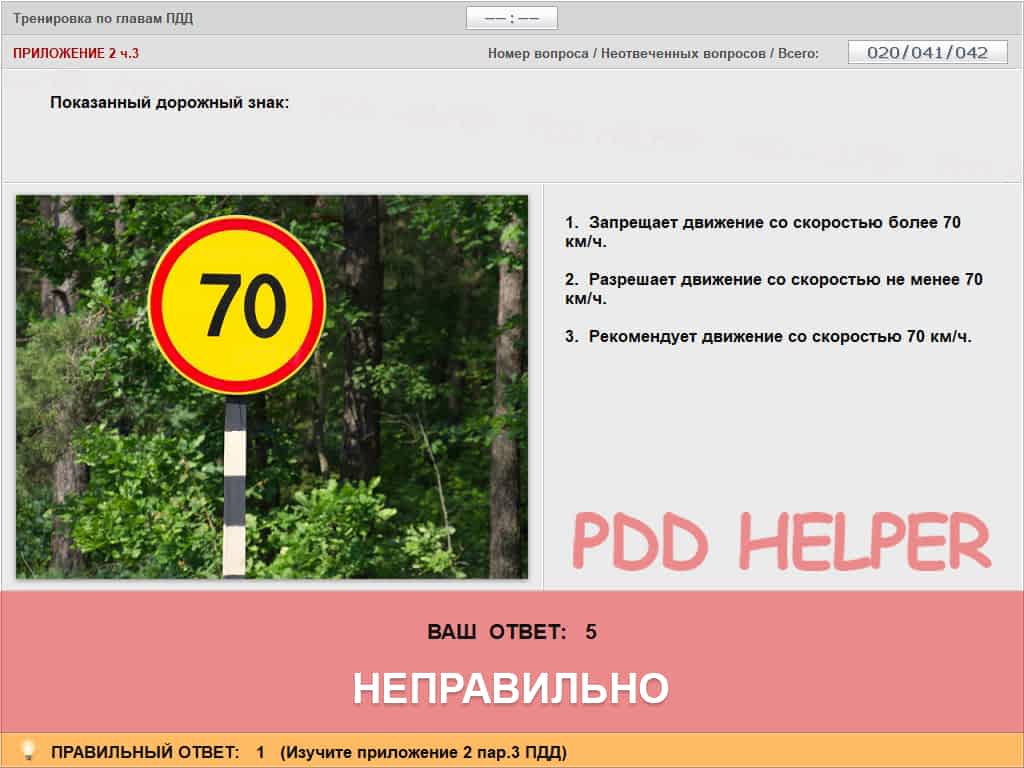 Тренировка по главам ПДД
–– : ––
ПРИЛОЖЕНИЕ 2 ч.3
Номер вопроса / Неотвеченных вопросов / Всего:
020/041/042
Показанный дорожный знак:
70
1. Запрещает движение со скоростью более 70
км/ч.
2. Разрешает движение со скоростью не менее 70
км/ч.
3. Рекомендует движение со скоростью 70 км/ч.
PDD HELPER
ВАШ ОТВЕТ: 5
НЕПРАВИЛЬНО
ПРАВИЛЬНЫЙ ОТВЕТ: 1 (Изучите приложение 2 пар.3 ПДД)